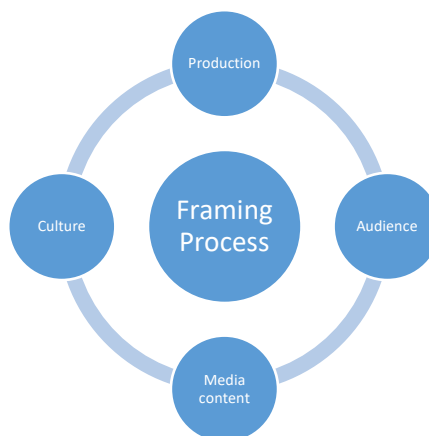 Production
Culture
Framing
Process
Audience
Media
content